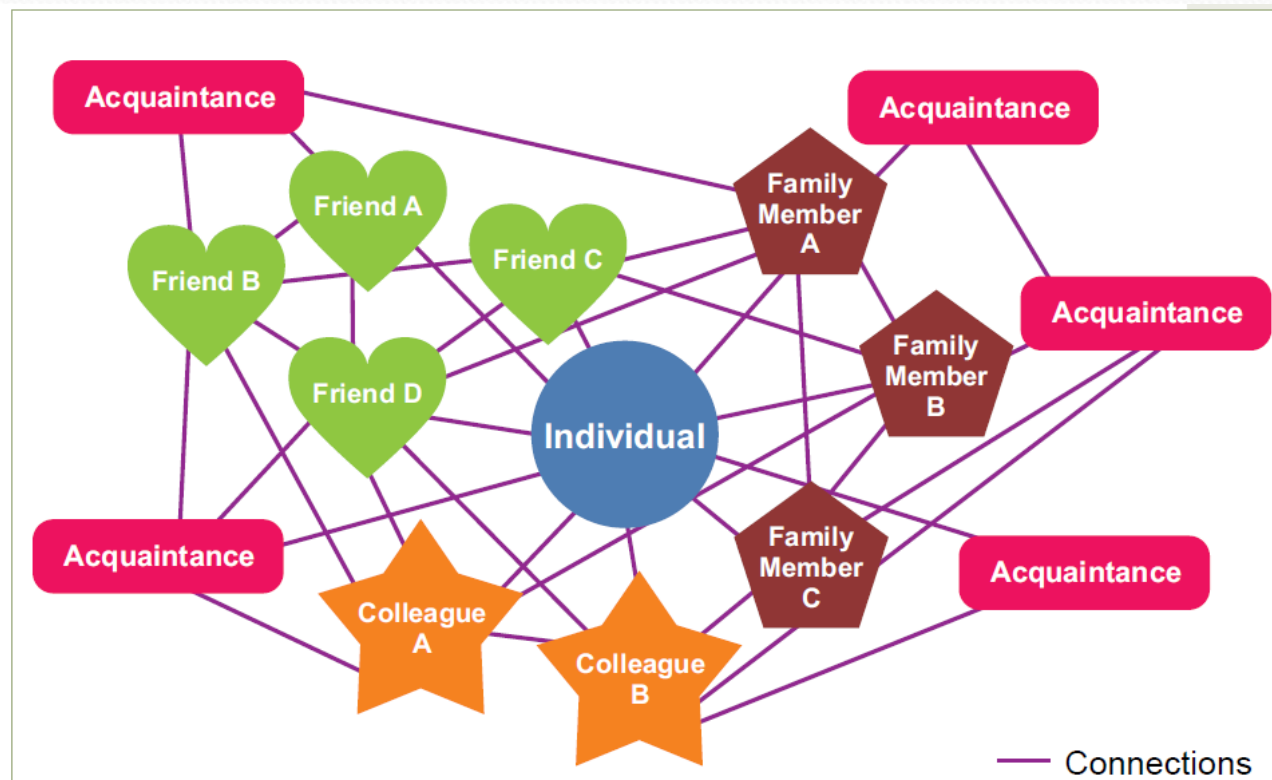 Acquaintance
Acquaintance
Friend A
Family
Member
A
Friend C
Friend B
Acquaintance
Family
Member
B
Friend D
Individual
Family
Member
C
Acquaintance
Acquaintance
Colleague
A
Colleague
B
Connections